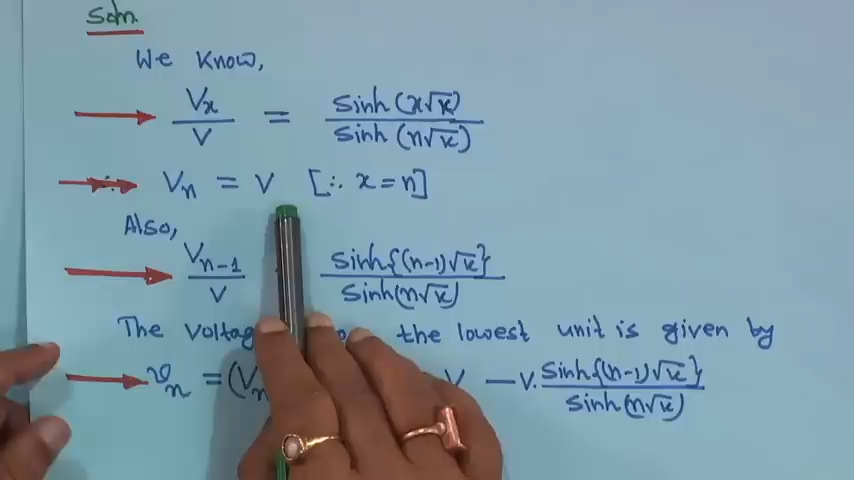 Soln.
We know,
Vx / V = Sinh (x√k) / Sinh (n√k)
∴ Vn = V [∴ x = n]
Also,
Vn-1 / V Sinh{(n-1)√k} / Sinh(n√k)
The the lowest unit is given by
vn = (Vn V - V. Sinh{(n-1)√k} / Sinh(n√k)